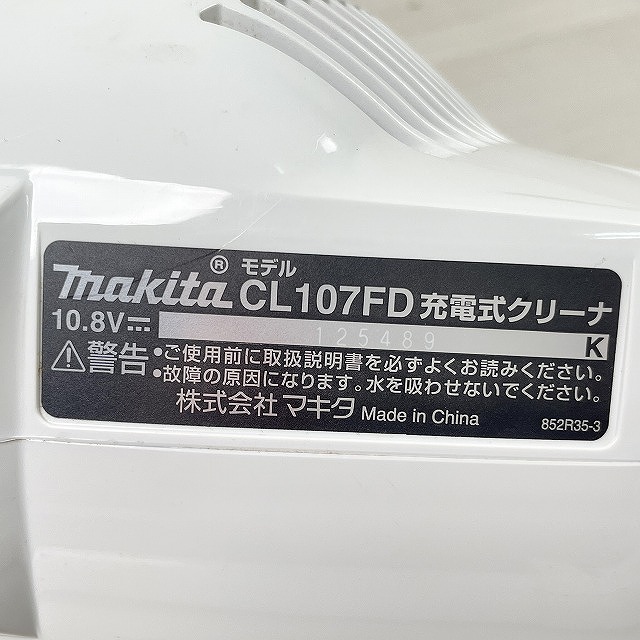 makita® モデル CL107FD 充電式クリーナ
10.8V⎓ 125489 K
⚠警告 •ご使用前に取扱説明書を必ずよくお読みください。
•故障の原因になります。水を吸わせないでください。
株式会社 マキタ Made in China 852R35-3